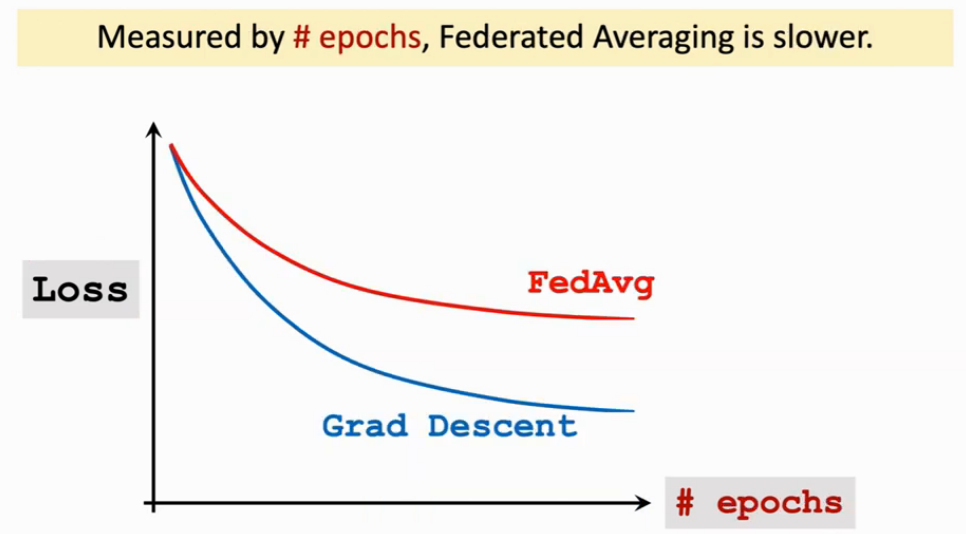 Measured by # epochs, Federated Averaging is slower.
FedAvg
Loss
Grad Descent
# epochs